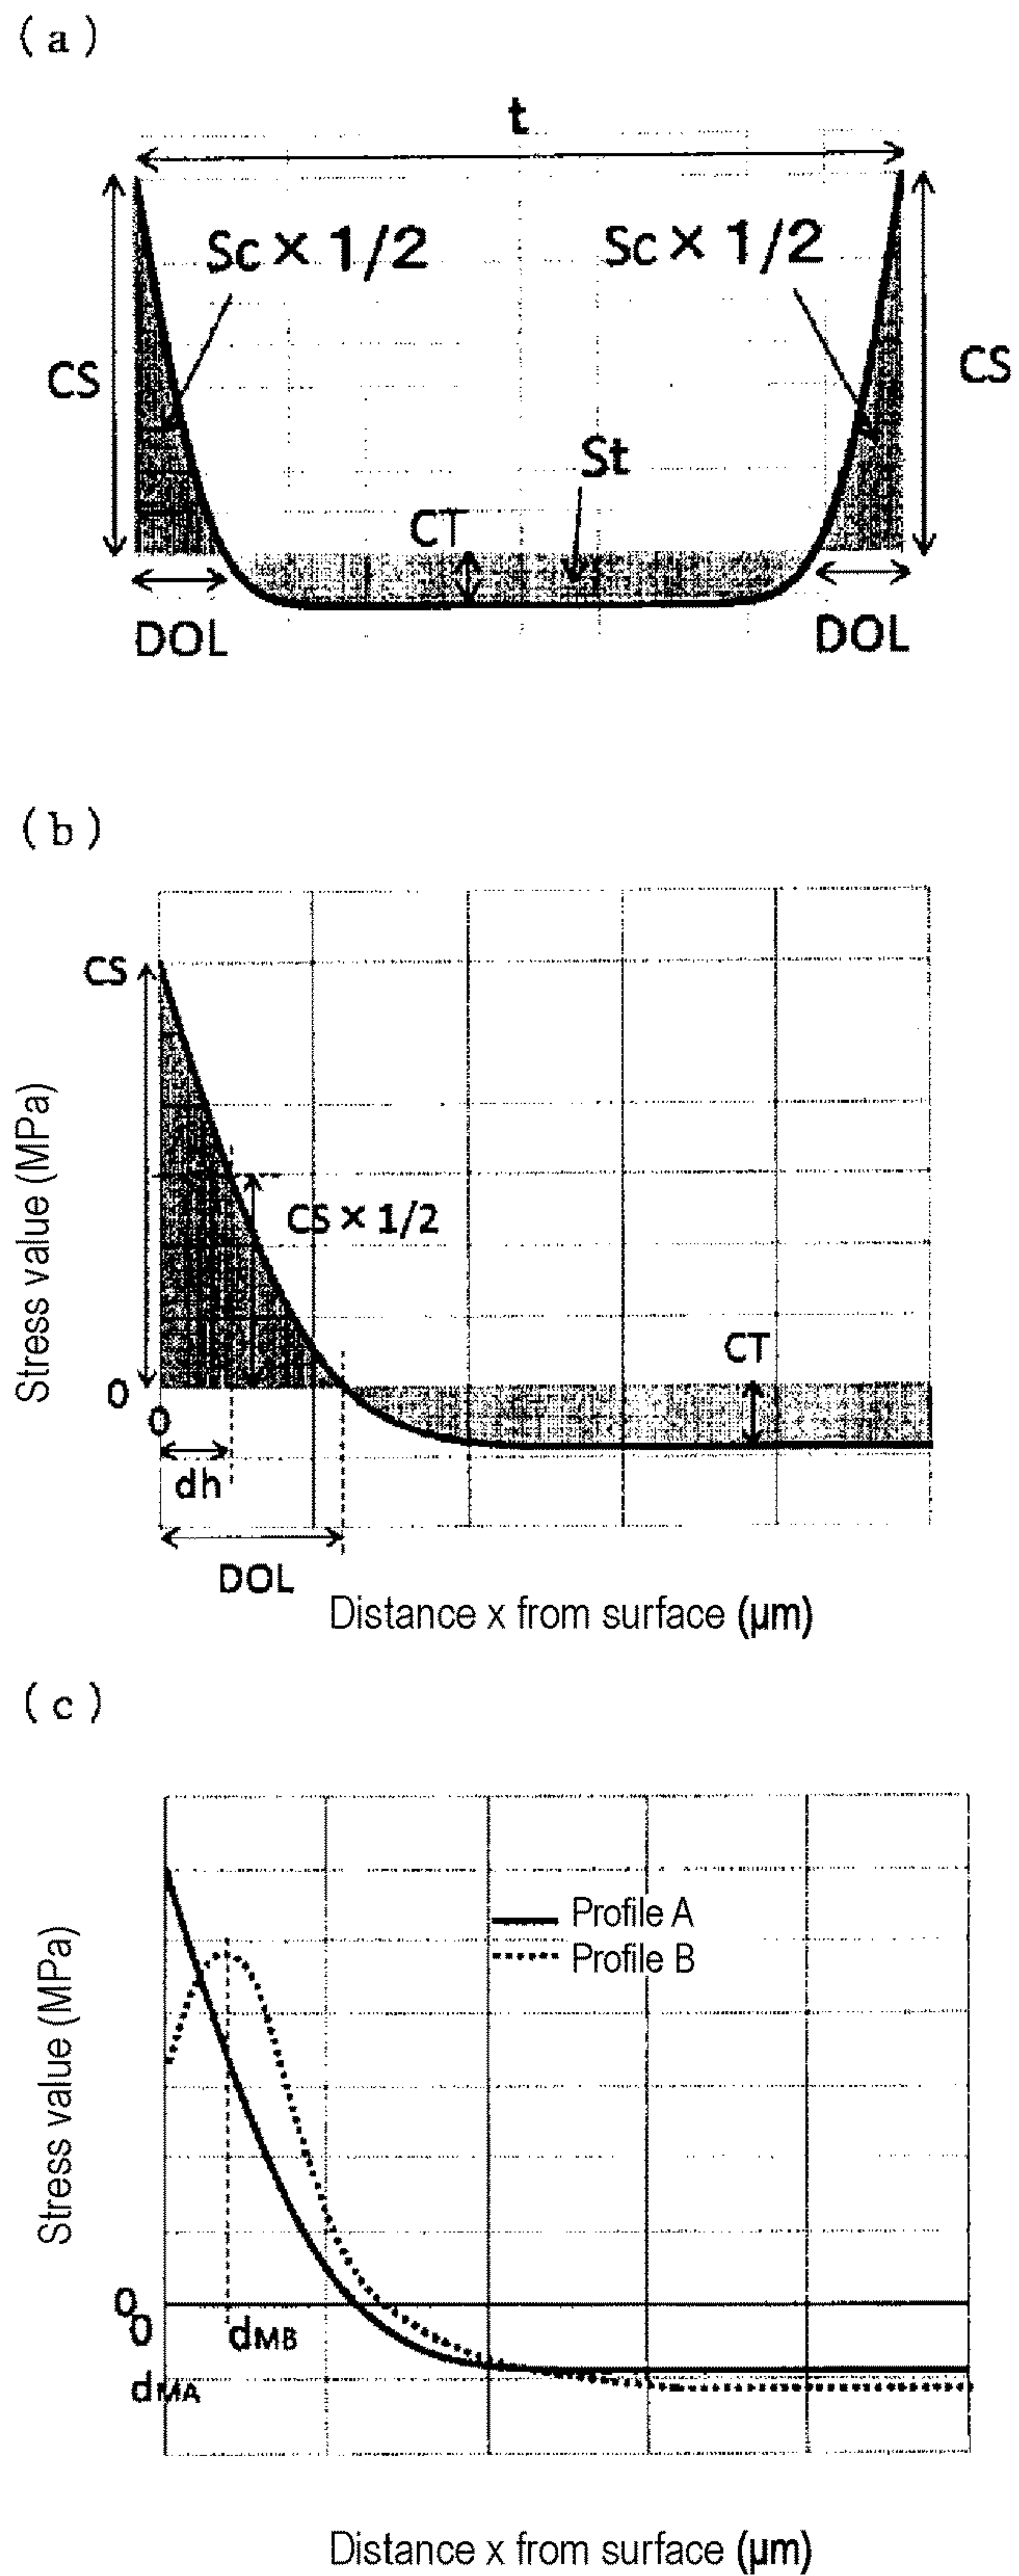 (a)
t
Sc × 1/2
Sc × 1/2
CS
CS
St
CT
DOL
DOL
(b)
CS
CS × 1/2
Stress value (MPa)
CT
0
0
dh
DOL
Distance x from surface (μm)
(c)
Profile A
Profile B
Stress value (MPa)
0
0
dMB
dMA
Distance x from surface (μm)